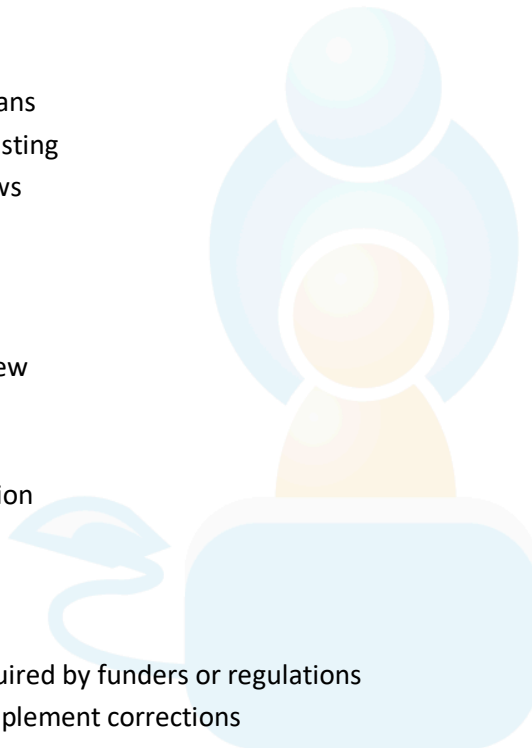 ans
sting
ws
ew
ion
uired by funders or regulations
plement corrections